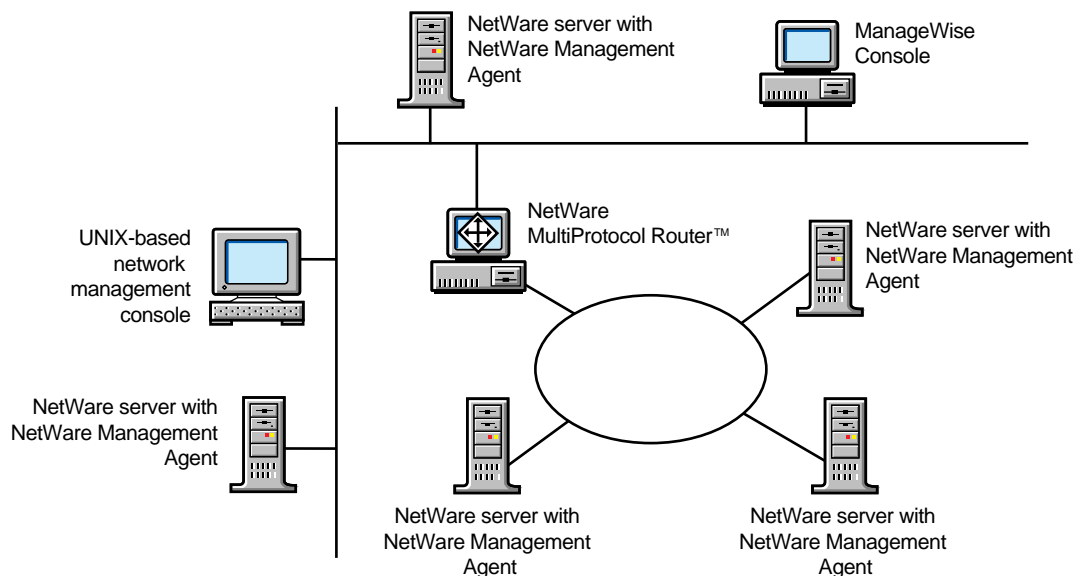 NetWare server with
NetWare Management
Agent
ManageWise
Console
UNIX-based
network
management
console
NetWare
MultiProtocol Router™
NetWare server with
NetWare Management
Agent
NetWare server with
NetWare Management
Agent
NetWare server with
NetWare Management
Agent
NetWare server with
NetWare Management
Agent